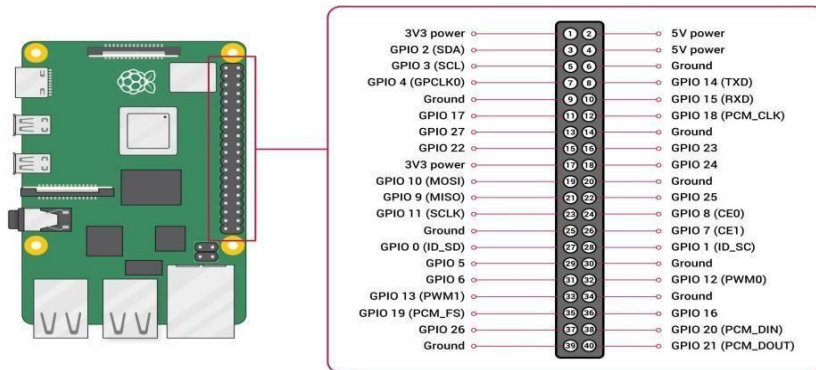 3V3 power 1 2 5V power
GPIO 2 (SDA) 3 4 5V power
GPIO 3 (SCL) 5 6 Ground
GPIO 4 (GPCLK0) 7 8 GPIO 14 (TXD)
Ground 9 10 GPIO 15 (RXD)
GPIO 17 11 12 GPIO 18 (PCM_CLK)
GPIO 27 13 14 Ground
GPIO 22 15 16 GPIO 23
3V3 power 17 18 GPIO 24
GPIO 10 (MOSI) 19 20 Ground
GPIO 9 (MISO) 21 22 GPIO 25
GPIO 11 (SCLK) 23 24 GPIO 8 (CE0)
Ground 25 26 GPIO 7 (CE1)
GPIO 0 (ID_SD) 27 28 GPIO 1 (ID_SC)
GPIO 5 29 30 Ground
GPIO 6 31 32 GPIO 12 (PWM0)
GPIO 13 (PWM1) 33 34 Ground
GPIO 19 (PCM_FS) 35 36 GPIO 16
GPIO 26 37 38 GPIO 20 (PCM_DIN)
Ground 39 40 GPIO 21 (PCM_DOUT)